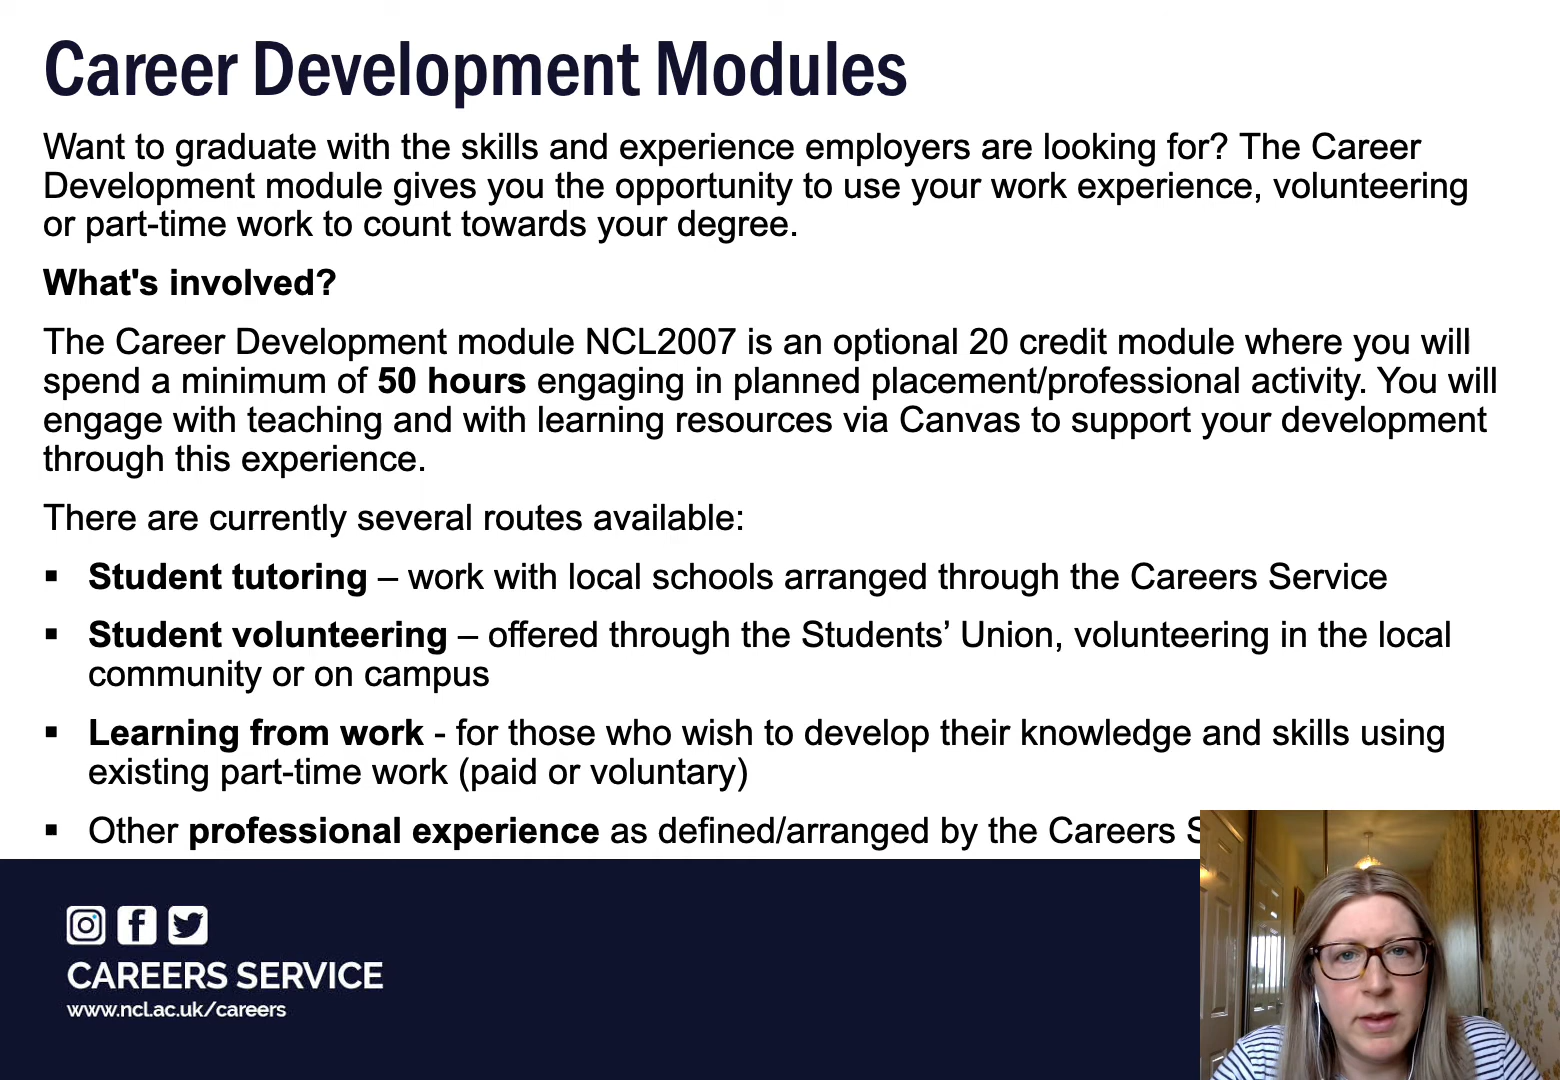 Career Development Modules
Want to graduate with the skills and experience employers are looking for? The Career
Development module gives you the opportunity to use your work experience, volunteering
or part-time work to count towards your degree.
What's involved?
The Career Development module NCL2007 is an optional 20 credit module where you will
spend a minimum of 50 hours engaging in planned placement/professional activity. You will
engage with teaching and with learning resources via Canvas to support your development
through this experience.
There are currently several routes available:
▪ Student tutoring – work with local schools arranged through the Careers Service
▪ Student volunteering – offered through the Students’ Union, volunteering in the local
community or on campus
▪ Learning from work - for those who wish to develop their knowledge and skills using
existing part-time work (paid or voluntary)
▪ Other professional experience as defined/arranged by the Careers
CAREERS SERVICE
www.ncl.ac.uk/careers